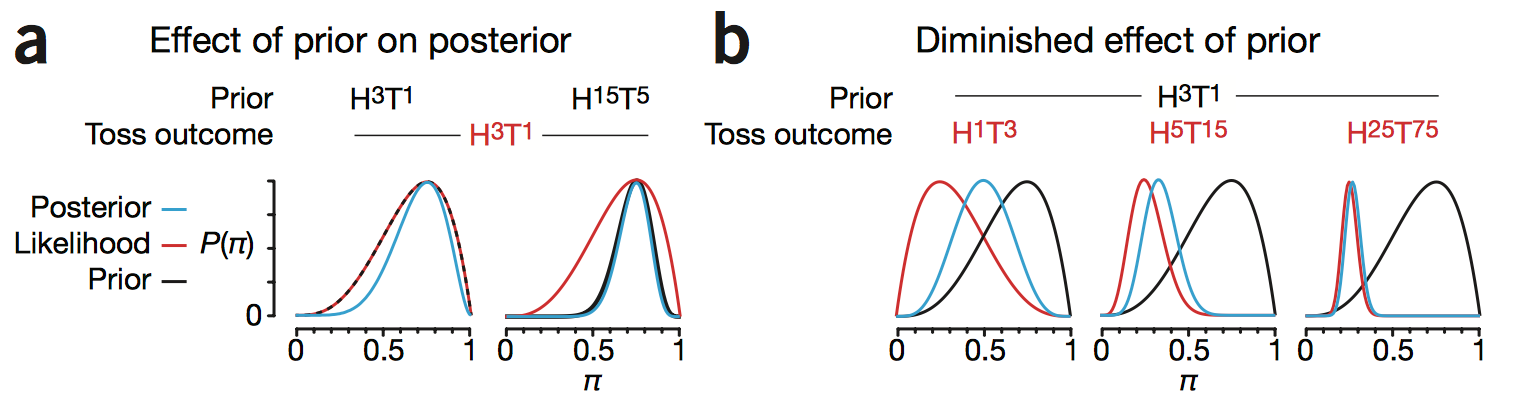 a Effect of prior on posterior
Prior H³T¹ H¹⁵T⁵
Toss outcome H³T¹
Posterior
Likelihood P(π)
Prior
0
0 0.5 1 0 0.5 1
π
b Diminished effect of prior
Prior H³T¹
Toss outcome H¹T³ H⁵T¹⁵ H²⁵T⁷⁵
0 0.5 1 0 0.5 1 0 0.5 1
π